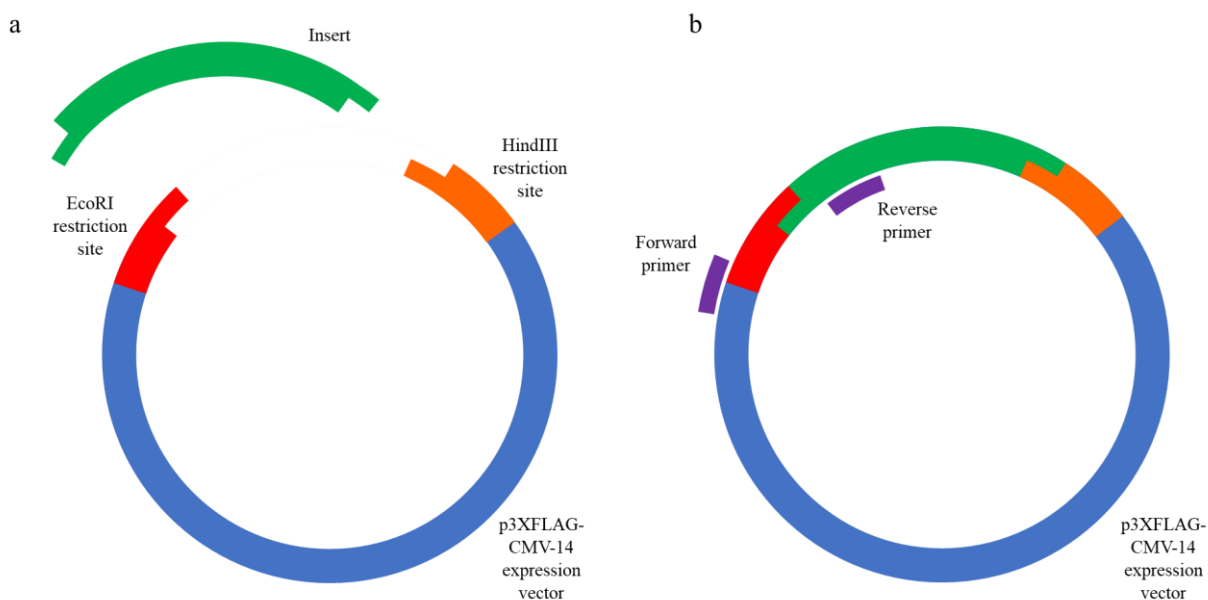 a
Insert
HindIII
restriction
site
EcoRI
restriction
site
p3XFLAG-
CMV-14
expression
vector
b
Reverse
primer
Forward
primer
p3XFLAG-
CMV-14
expression
vector